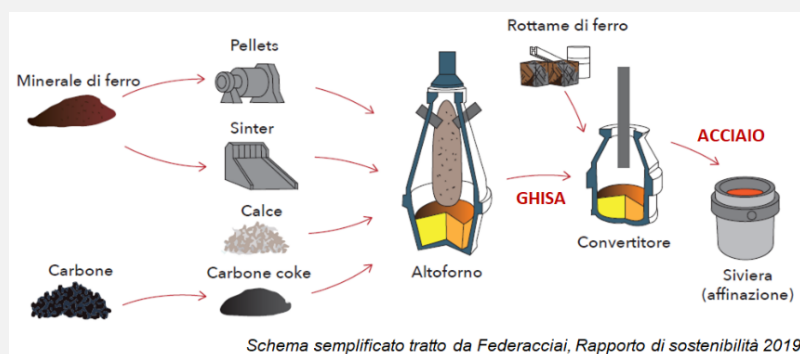 Rottame di ferro
Pellets
Minerale di ferro
ACCIAIO
Sinter
GHISA
Calce
Convertitore
Carbone
Carbone coke
Altoforno
Siviera
(affinazione)
Schema semplificato tratto da Federacciai, Rapporto di sostenibilità 2019